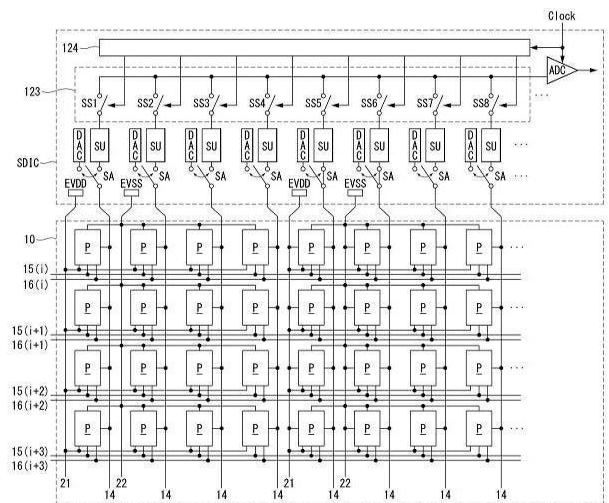 Clock
124
ADC
123
SS1 SS2 SS3 SS4 SS5 SS6 SS7 SS8 ...
DAC SU DAC SU DAC SU DAC SU DAC SU DAC SU DAC SU DAC SU ...
SDIC
SA SA SA SA SA SA SA SA ...
EVDD EVSS EVDD EVSS
10
P P P P P P P P ...
15(i)
16(i)
P P P P P P P P ...
15(i+1)
16(i+1)
P P P P P P P P ...
15(i+2)
16(i+2)
P P P P P P P P ...
15(i+3)
16(i+3)
21 22 21 22
14 14 14 14 14 14 14 14